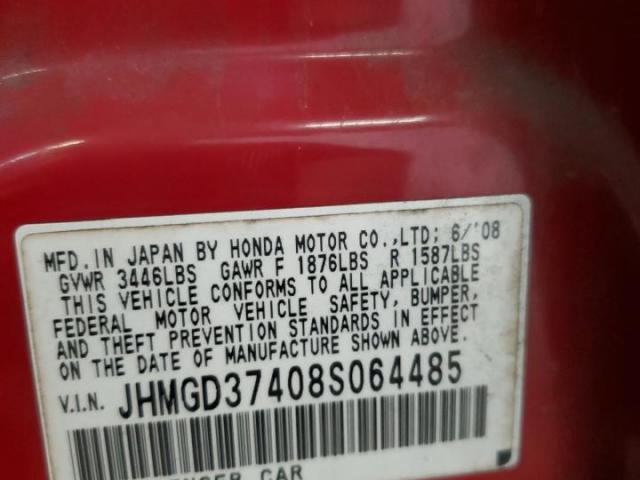 MFD. IN JAPAN BY HONDA MOTOR CO.,LTD; 6/'08
GVWR 3446LBS GAWR F 1876LBS R 1587LBS
THIS VEHICLE CONFORMS TO ALL APPLICABLE
FEDERAL MOTOR VEHICLE SAFETY, BUMPER,
AND THEFT PREVENTION STANDARDS IN EFFECT
ON THE DATE OF MANUFACTURE SHOWN ABOVE.
V.I.N. JHMGD37408S064485
CAR